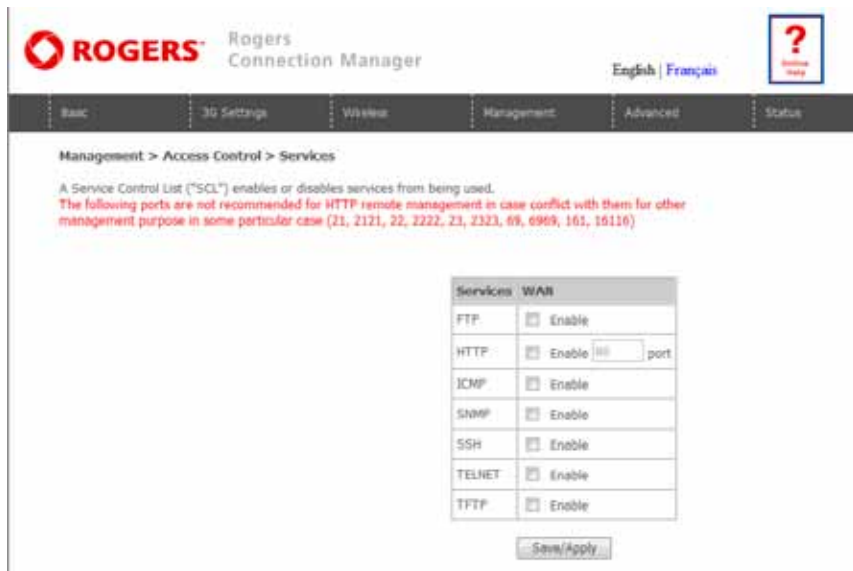 ROGERS Rogers
Connection Manager
English | Français
?
Online
Help
Basic 3G Settings Wireless Management Advanced Status
Management > Access Control > Services
A Service Control List ("SCL") enables or disables services from being used.
The following ports are not recommended for HTTP remote management in case conflict with them for other
management purpose in some particular case (21, 2121, 22, 2222, 23, 2323, 69, 6969, 161, 16116)
Services WAN
FTP Enable
HTTP Enable 80 port
ICMP Enable
SNMP Enable
SSH Enable
TELNET Enable
TFTP Enable
Save/Apply